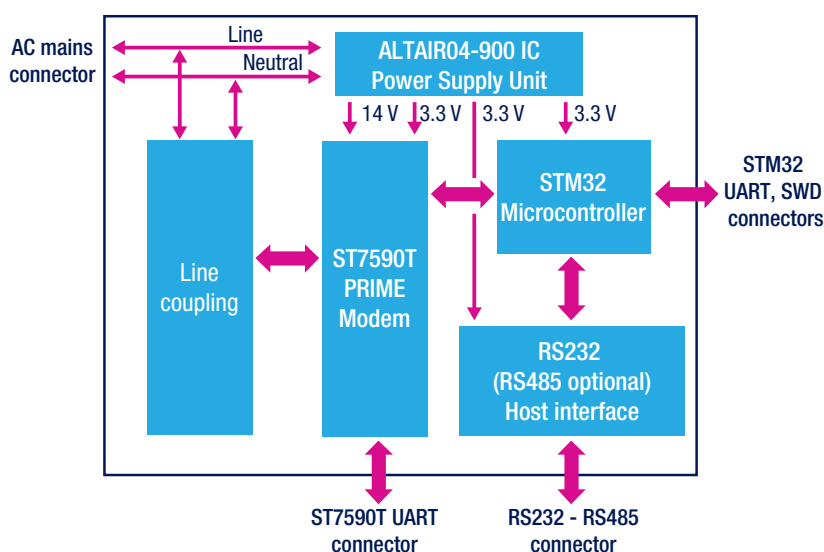 AC mains
connector
Line
Neutral
ALTAIR04-900 IC
Power Supply Unit
14 V
3.3 V
3.3 V
3.3 V
Line
coupling
ST7590T
PRIME
Modem
STM32
Microcontroller
STM32
UART, SWD
connectors
RS232
(RS485 optional)
Host interface
ST7590T UART
connector
RS232 - RS485
connector